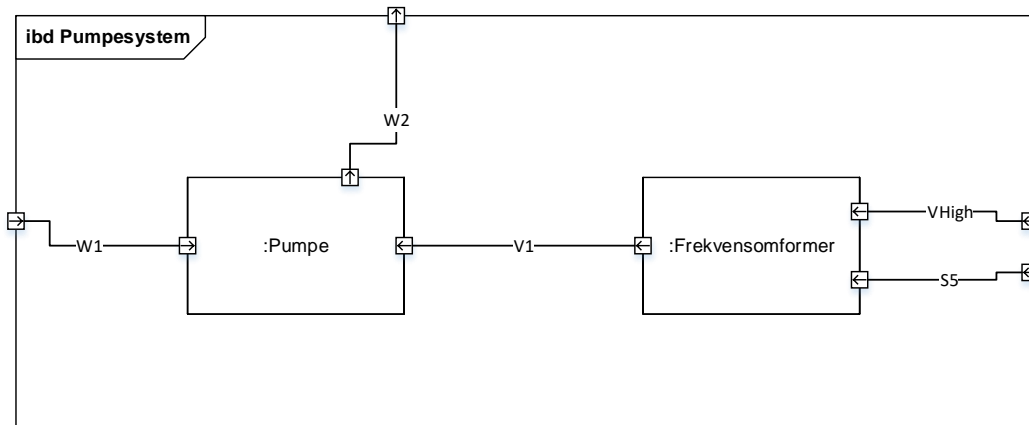 ibd Pumpesystem
W2
W1
:Pumpe
V1
:Frekvensomformer
VHigh
S5